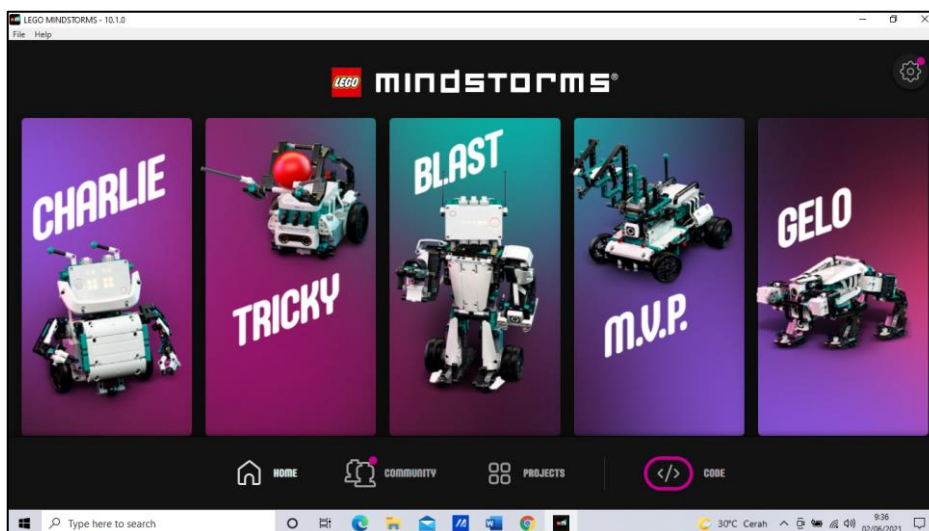 LEGO MINDSTORMS - 10.1.0
File Help
LEGO mindstorms®
CHARLIE
TRICKY
BLAST
M.V.P.
GELO
HOME
COMMUNITY
PROJECTS
</> CODE
Type here to search
30°C Cerah
9:36
02/06/2021